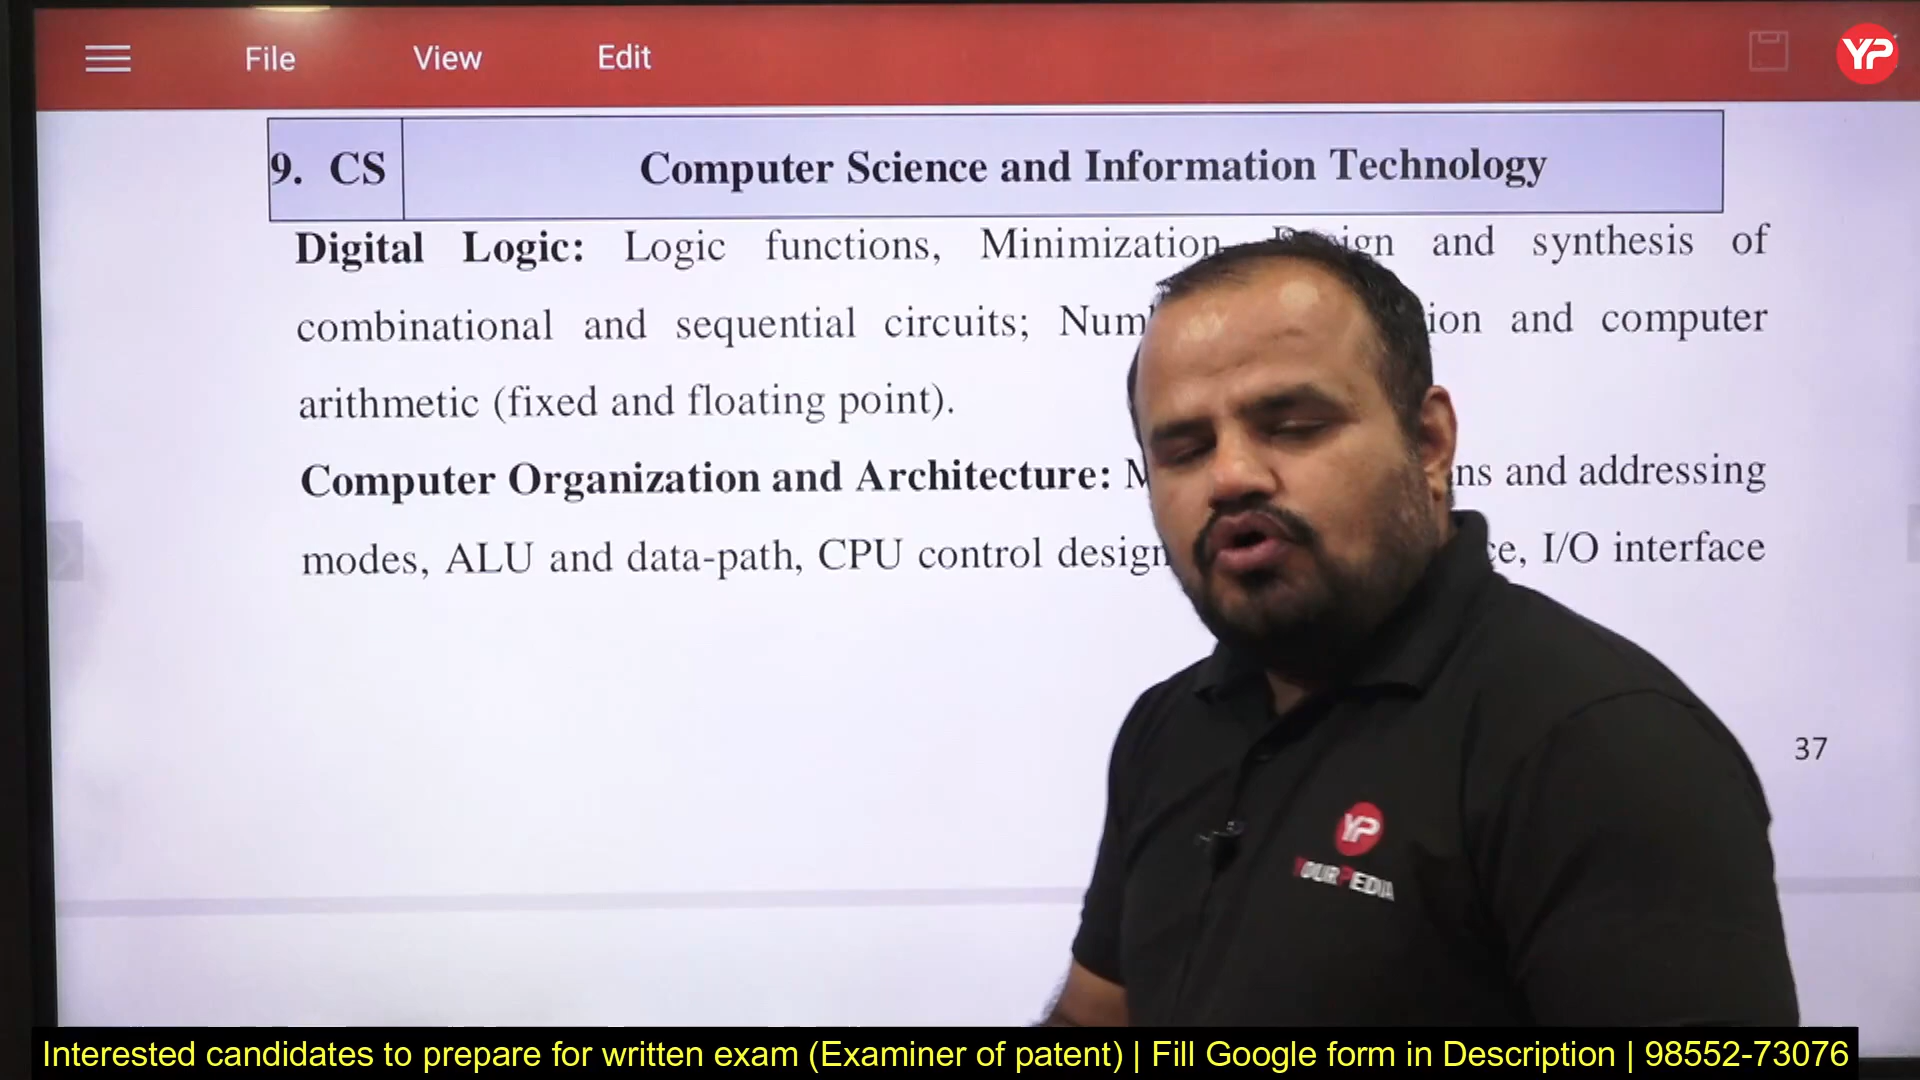 File View Edit
YP
9. CS Computer Science and Information Technology
Digital Logic: Logic functions, Minimization and synthesis of
combinational and sequential circuits; and computer
arithmetic (fixed and floating point).
Computer Organization and Architecture: and addressing
modes, ALU and data-path, CPU control design I/O interface
37
YP
YOURPEDIA
Interested candidates to prepare for written exam (Examiner of patent) | Fill Google form in Description | 98552-73076